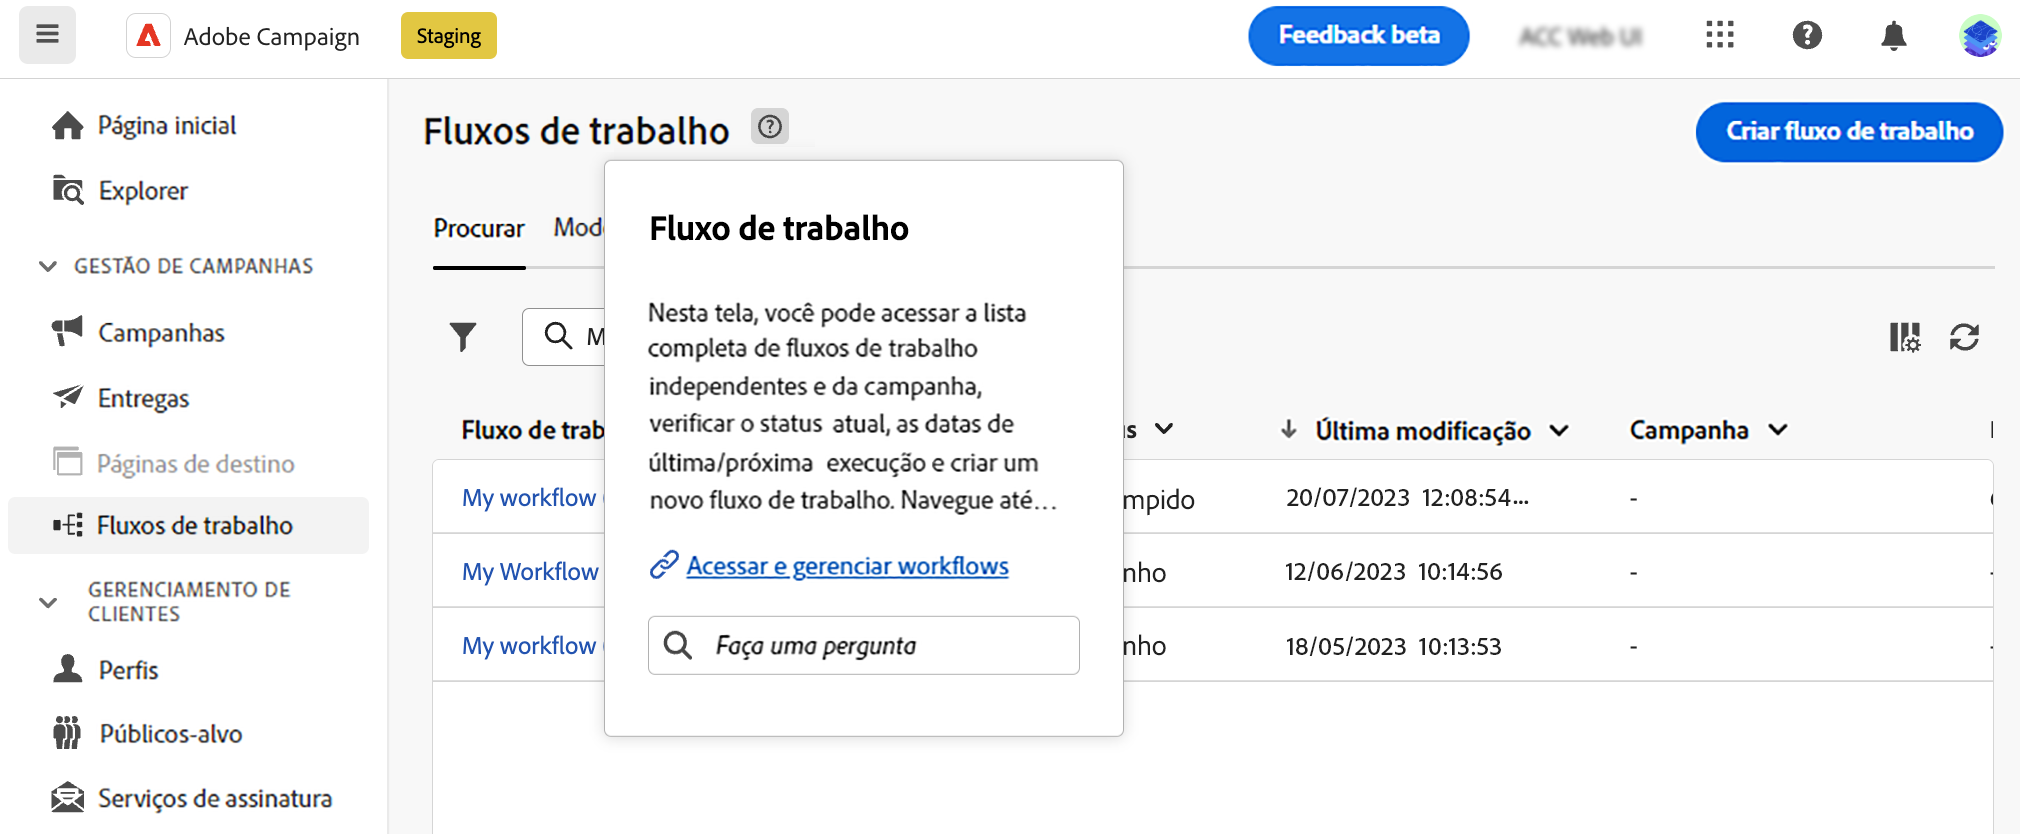 Adobe Campaign
Staging
Feedback beta
ACC Web UI
Página inicial
Explorer
GESTÃO DE CAMPANHAS
Campanhas
Entregas
Páginas de destino
Fluxos de trabalho
GERENCIAMENTO DE
CLIENTES
Perfis
Públicos-alvo
Serviços de assinatura
Fluxos de trabalho
Criar fluxo de trabalho
Procurar
Fluxo de trabalho
Nesta tela, você pode acessar a lista
completa de fluxos de trabalho
independentes e da campanha,
verificar o status atual, as datas de
última/próxima execução e criar um
novo fluxo de trabalho. Navegue até...
Acessar e gerenciar workflows
Faça uma pergunta
Fluxo de trab
Última modificação
Campanha
My workflow
mpido
20/07/2023 12:08:54...
-
My Workflow
nho
12/06/2023 10:14:56
-
My workflow
nho
18/05/2023 10:13:53
-